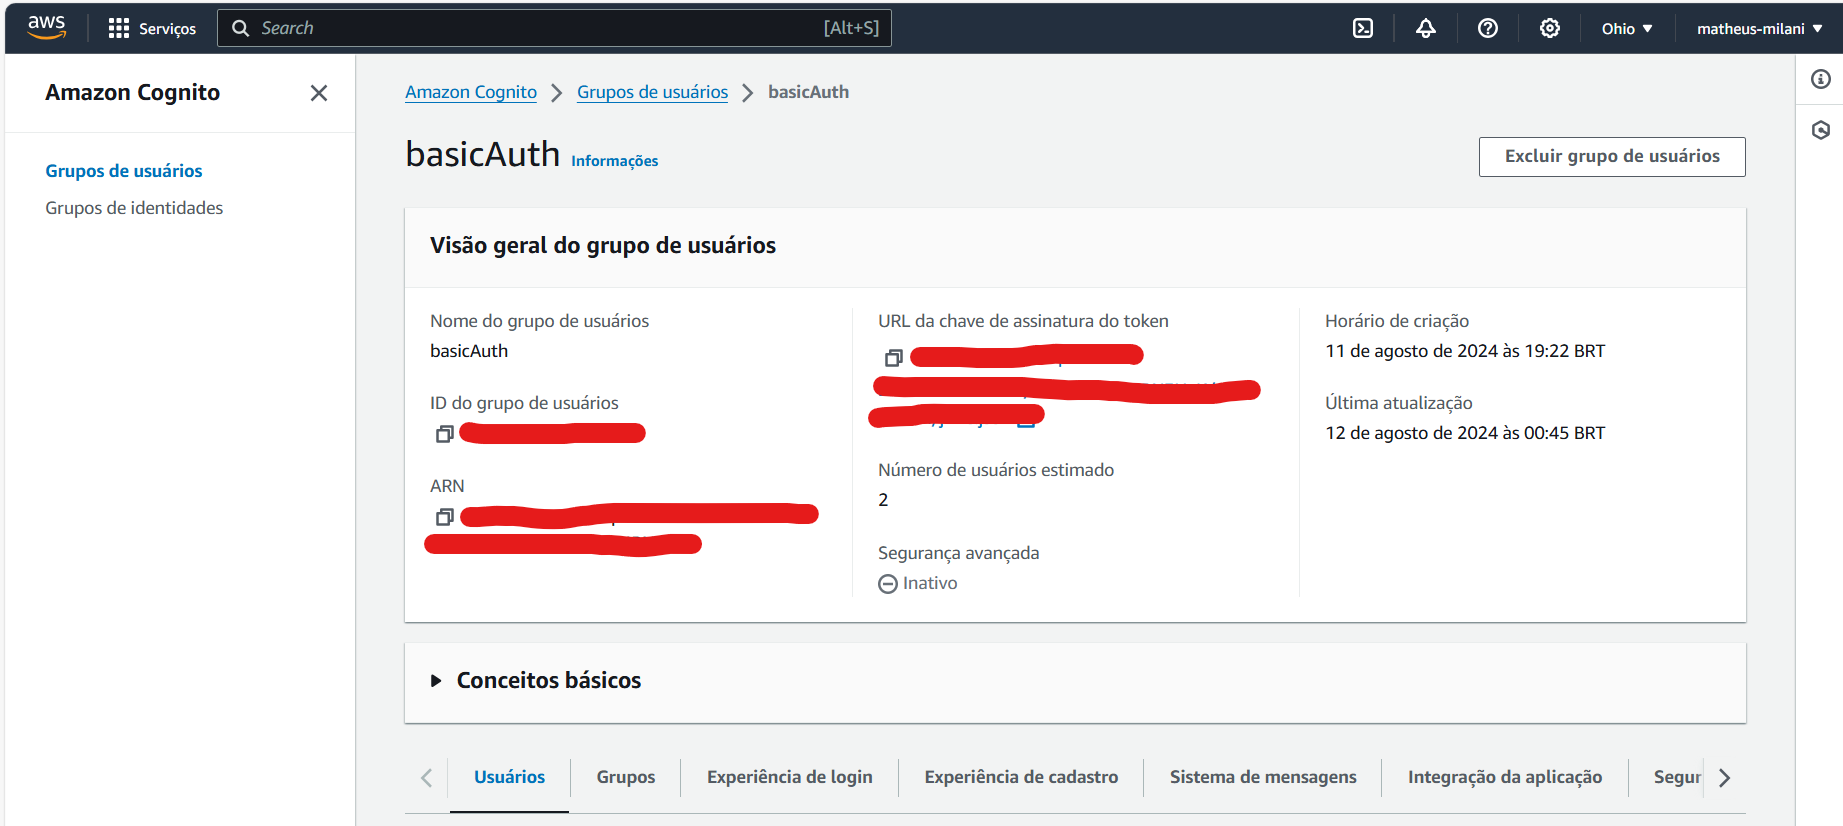 aws
Serviços
Search
[Alt+S]
Ohio
matheus-milani
Amazon Cognito
Grupos de usuários
Grupos de identidades
Amazon Cognito
Grupos de usuários
basicAuth
basicAuth Informações
Excluir grupo de usuários
Visão geral do grupo de usuários
Nome do grupo de usuários
basicAuth
ID do grupo de usuários
ARN
URL da chave de assinatura do token
Número de usuários estimado
2
Segurança avançada
Inativo
Horário de criação
11 de agosto de 2024 às 19:22 BRT
Última atualização
12 de agosto de 2024 às 00:45 BRT
Conceitos básicos
Usuários
Grupos
Experiência de login
Experiência de cadastro
Sistema de mensagens
Integração da aplicação